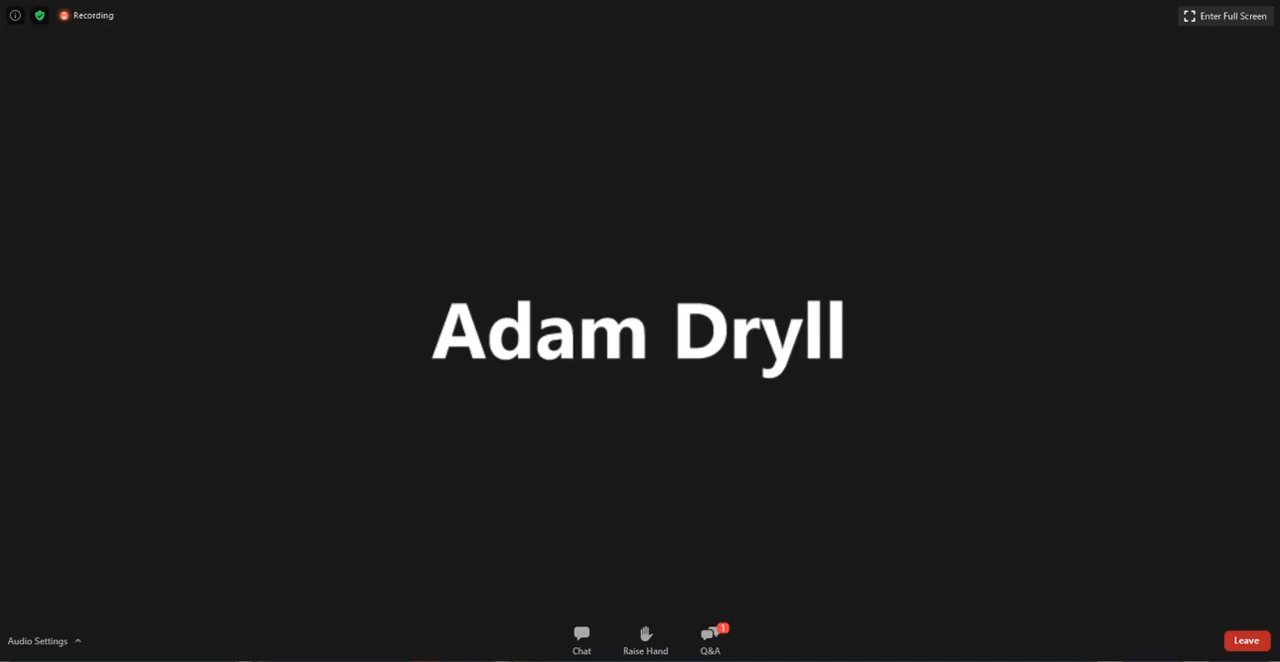 Recording
Enter Full Screen
Adam Dryll
Audio Settings
Chat
Raise Hand
1
Q&A
Leave